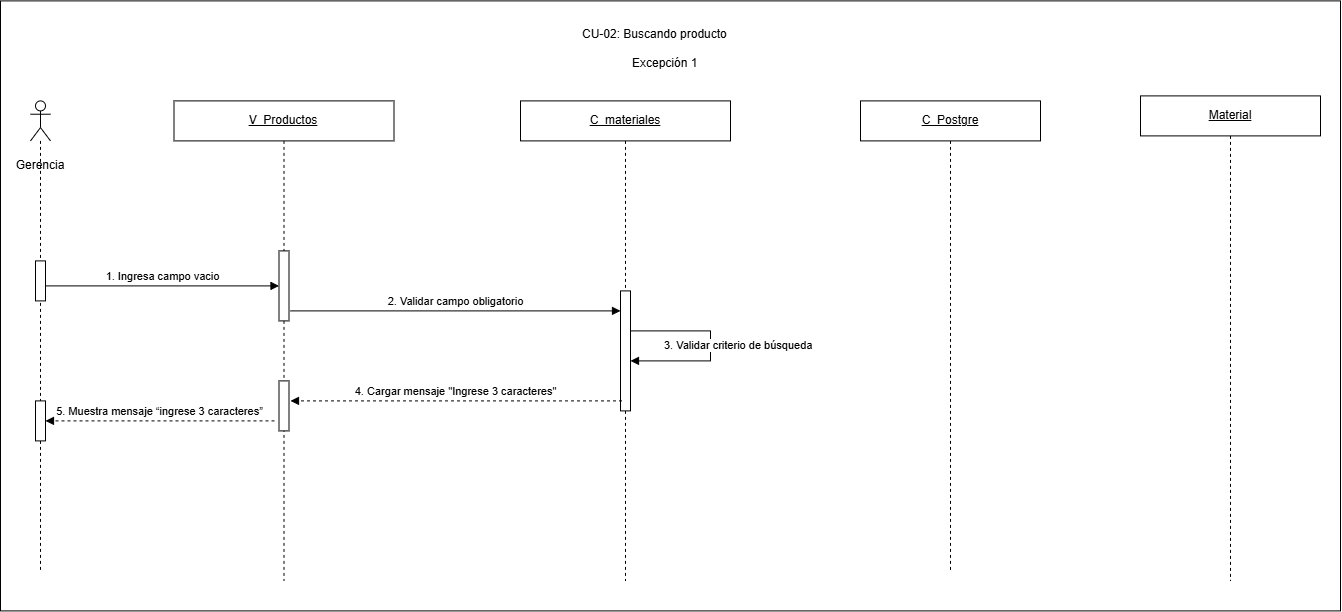 CU-02: Buscando producto
Excepción 1
Gerencia
V_Productos
C_materiales
C_Postgre
Material
1. Ingresa campo vacio
2. Validar campo obligatorio
3. Validar criterio de búsqueda
4. Cargar mensaje "Ingrese 3 caracteres"
5. Muestra mensaje “ingrese 3 caracteres”